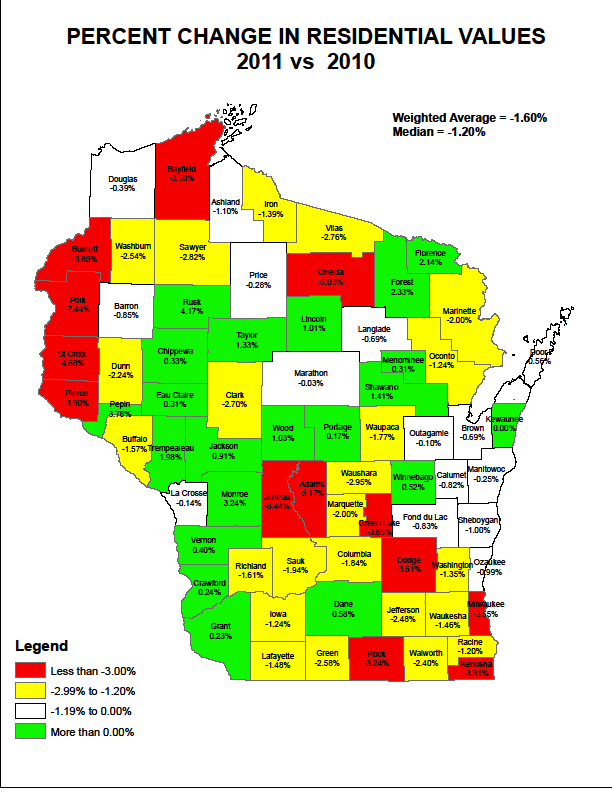 PERCENT CHANGE IN RESIDENTIAL VALUES
2011 vs 2010
Weighted Average = -1.60%
Median = -1.20%
Douglas
-0.39%
Bayfield
-3.50%
Ashland
-1.10%
Iron
-1.39%
Vilas
-2.76%
Burnett
-3.85%
Washburn
-2.54%
Sawyer
-2.82%
Price
-0.28%
Oneida
-5.03%
Forest
2.33%
Florence
2.14%
Marinette
-2.00%
Polk
-7.44%
Barron
-0.85%
Rusk
4.17%
Lincoln
1.01%
Taylor
1.33%
Langlade
-0.69%
St Croix
-4.68%
Dunn
-2.24%
Chippewa
0.33%
Marathon
-0.03%
Menominee
0.31%
Oconto
-1.24%
Door
0.56%
Pierce
-3.90%
Pepin
3.78%
Eau Claire
0.31%
Clark
-2.70%
Shawano
1.41%
Kewaunee
0.00%
Buffalo
-1.57%
Trempealeau
1.98%
Jackson
0.91%
Wood
1.03%
Portage
0.17%
Waupaca
-1.77%
Outagamie
-0.10%
Brown
-0.69%
La Crosse
-0.14%
Monroe
3.24%
Juneau
-8.44%
Adams
-5.17%
Waushara
-2.95%
Winnebago
0.52%
Calumet
-0.82%
Manitowoc
-0.25%
Marquette
-2.00%
Green Lake
-3.85%
Fond du Lac
-0.83%
Sheboygan
-1.00%
Vernon
0.40%
Richland
-1.61%
Sauk
-1.94%
Columbia
-1.84%
Dodge
-3.61%
Washington
-1.35%
Ozaukee
-0.99%
Crawford
0.24%
Grant
0.23%
Iowa
-1.24%
Dane
0.58%
Jefferson
-2.48%
Waukesha
-1.46%
Milwaukee
-3.55%
Lafayette
-1.48%
Green
-2.58%
Rock
-3.24%
Walworth
-2.40%
Racine
-1.20%
Kenosha
-3.91%
Legend
Less than -3.00%
-2.99% to -1.20%
-1.19% to 0.00%
More than 0.00%